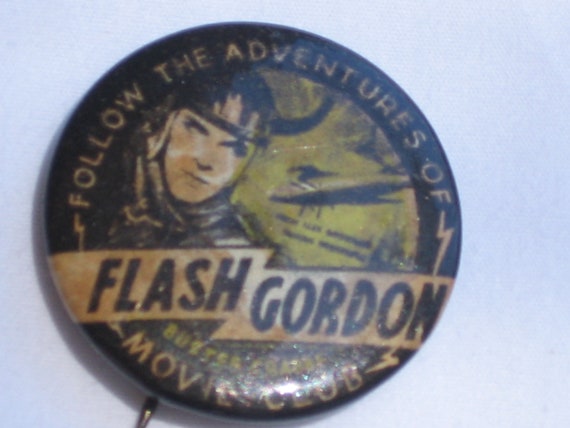 FOLLOW THE ADVENTURES OF
FLASH GORDON
MOVIE CLUB